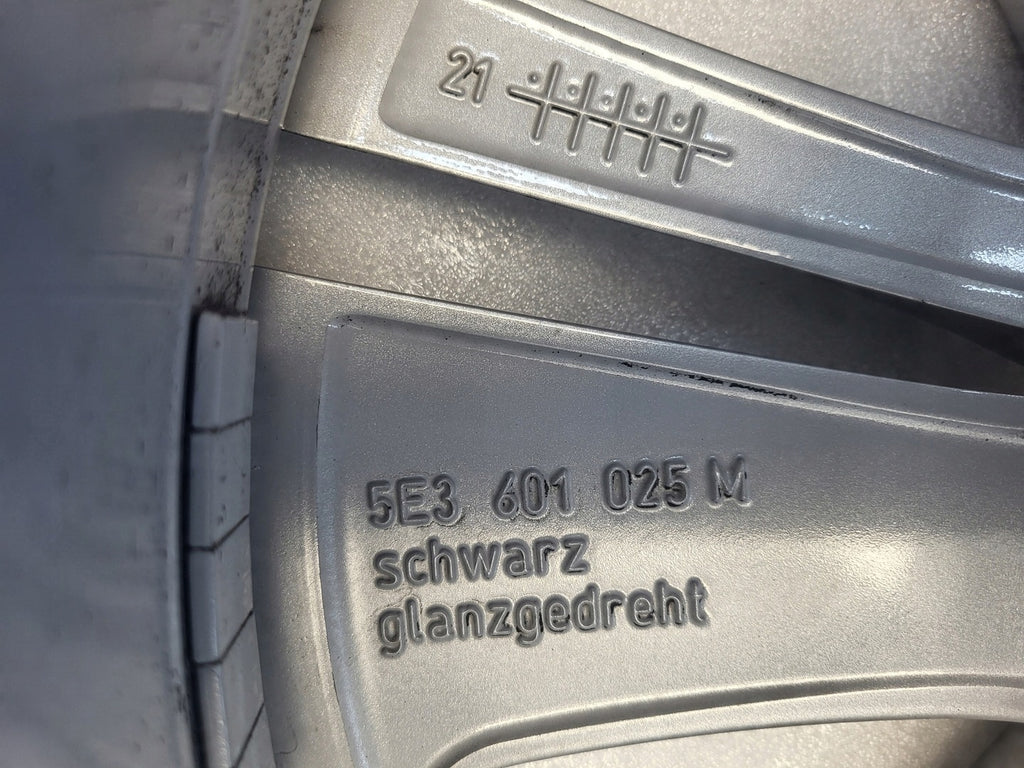 21
5E3 601 025 M
schwarz
glanzgedreht